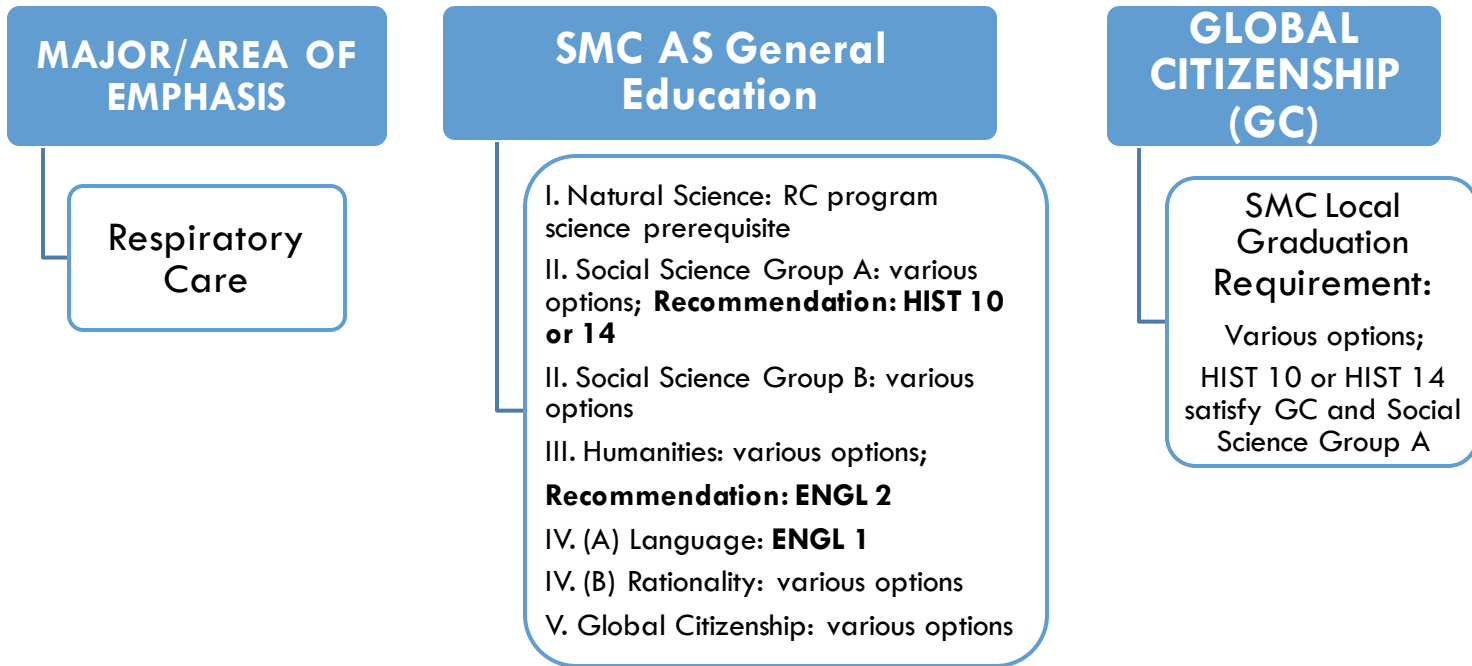 MAJOR/AREA OF
EMPHASIS
Respiratory
Care
SMC AS General
Education
I. Natural Science: RC program
science prerequisite
II. Social Science Group A: various
options; Recommendation: HIST 10
or 14
II. Social Science Group B: various
options
III. Humanities: various options;
Recommendation: ENGL 2
IV. (A) Language: ENGL 1
IV. (B) Rationality: various options
V. Global Citizenship: various options
GLOBAL
CITIZENSHIP
(GC)
SMC Local
Graduation
Requirement:
Various options;
HIST 10 or HIST 14
satisfy GC and Social
Science Group A